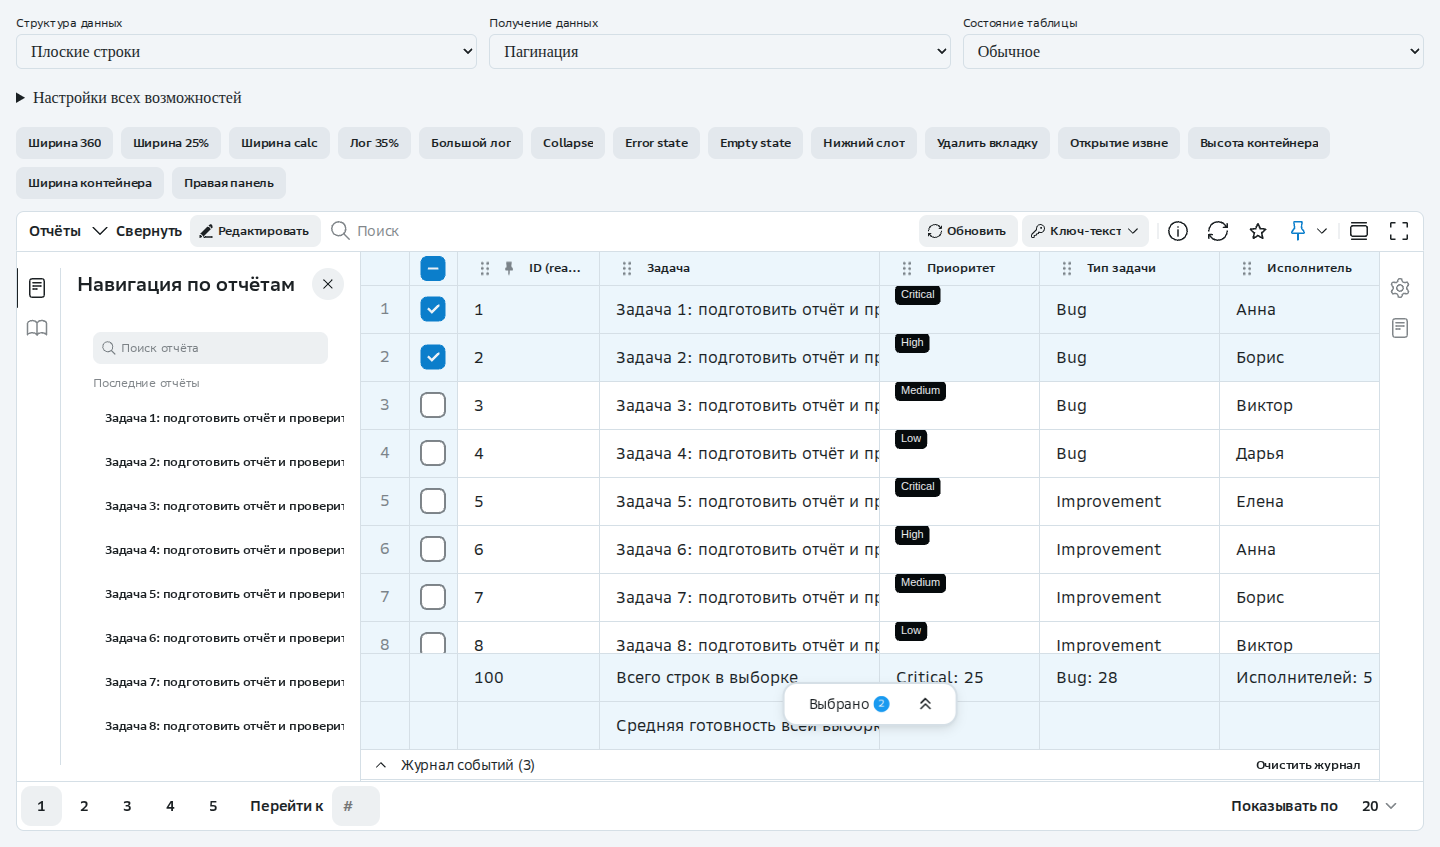 Структура данных
Получение данных
Состояние таблицы
Плоские строки
Пагинация
Обычное
Настройки всех возможностей
Ширина 360
Ширина 25%
Ширина calc
Лог 35%
Большой лог
Collapse
Error state
Empty state
Нижний слот
Удалить вкладку
Открытие извне
Высота контейнера
Ширина контейнера
Правая панель
Отчёты
Свернуть
Редактировать
Поиск
Обновить
Ключ-текст
Навигация по отчётам
Поиск отчёта
Последние отчёты
Задача 1: подготовить отчёт и проверит
Задача 2: подготовить отчёт и проверит
Задача 3: подготовить отчёт и проверит
Задача 4: подготовить отчёт и проверит
Задача 5: подготовить отчёт и проверит
Задача 6: подготовить отчёт и проверит
Задача 7: подготовить отчёт и проверит
Задача 8: подготовить отчёт и проверит
ID (rea...
Задача
Приоритет
Тип задачи
Исполнитель
1 1 Задача 1: подготовить отчёт и пр Critical Bug Анна
2 2 Задача 2: подготовить отчёт и пр High Bug Борис
3 3 Задача 3: подготовить отчёт и пр Medium Bug Виктор
4 4 Задача 4: подготовить отчёт и пр Low Bug Дарья
5 5 Задача 5: подготовить отчёт и пр Critical Improvement Елена
6 6 Задача 6: подготовить отчёт и пр High Improvement Анна
7 7 Задача 7: подготовить отчёт и пр Medium Improvement Борис
8 8 Задача 8: подготовить отчёт и пр Low Improvement Виктор
100 Всего строк в выборке Critical: 25 Bug: 28 Исполнителей: 5
Средняя готовность всей выборк
Выбрано 2
Журнал событий (3)
Очистить журнал
1 2 3 4 5 Перейти к #
Показывать по 20